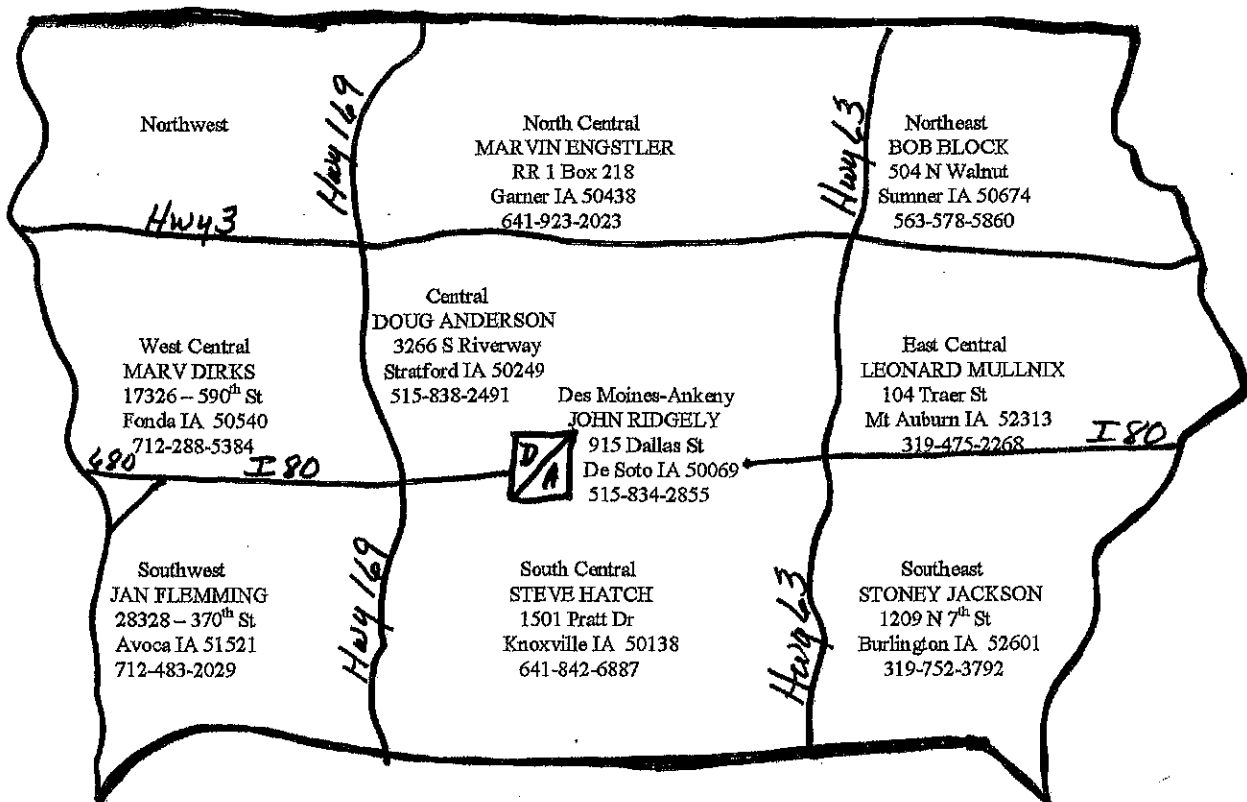 Northwest
Hwy 169
North Central
MARVIN ENGSTLER
RR 1 Box 218
Garner IA 50438
641-923-2023
Hwy 63
Northeast
BOB BLOCK
504 N Walnut
Sumner IA 50674
563-578-5860
Hwy 3
West Central
MARV DIRKS
17326 – 590th St
Fonda IA 50540
712-288-5384
Central
DOUG ANDERSON
3266 S Riverway
Stratford IA 50249
515-838-2491
Des Moines-Ankeny
JOHN RIDGELY
915 Dallas St
De Soto IA 50069
515-834-2855
D
A
East Central
LEONARD MULLNIX
104 Traer St
Mt Auburn IA 52313
319-475-2268
I 80
680
I 80
Southwest
JAN FLEMMING
28328 – 370th St
Avoca IA 51521
712-483-2029
Hwy 169
South Central
STEVE HATCH
1501 Pratt Dr
Knoxville IA 50138
641-842-6887
Hwy 63
Southeast
STONEY JACKSON
1209 N 7th St
Burlington IA 52601
319-752-3792